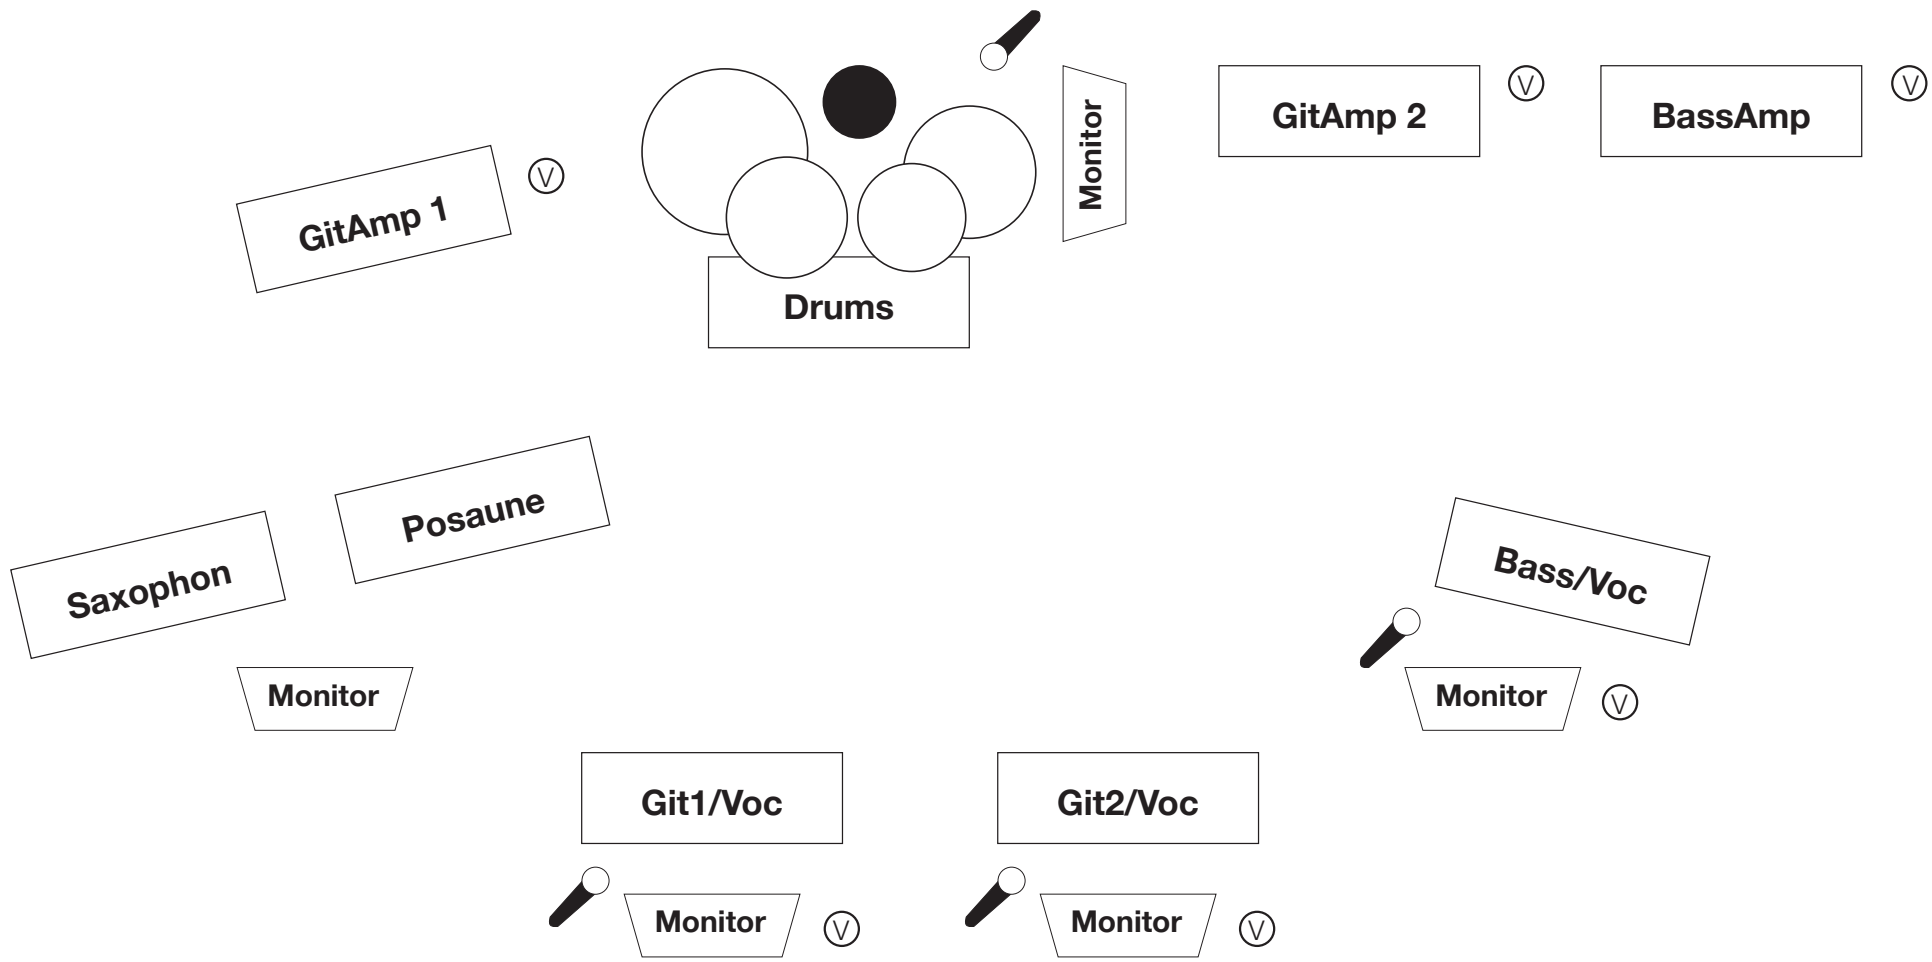 GitAmp 2
V
BassAmp
V
Monitor
GitAmp 1
V
Drums
Posaune
Saxophon
Bass/Voc
Monitor
Monitor
V
Git1/Voc
Git2/Voc
Monitor
V
Monitor
V